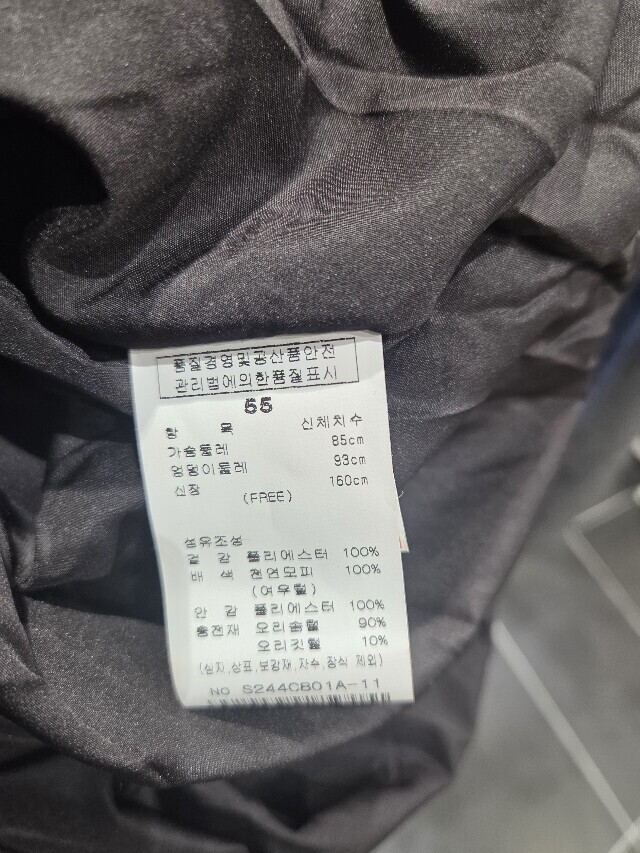 품질경영및공산품안전
관리법에의한품질표시
55
항 목 신체치수
가슴둘레 85cm
엉덩이둘레 93cm
신장 160cm
(FREE)
섬유조성
겉 감 폴리에스터 100%
배 색 천연모피 100%
(여우털)
안 감 폴리에스터 100%
충전재 오리솜털 90%
오리깃털 10%
(심지,상표,보강재,자수,장식 제외)
NO S244C801A-11